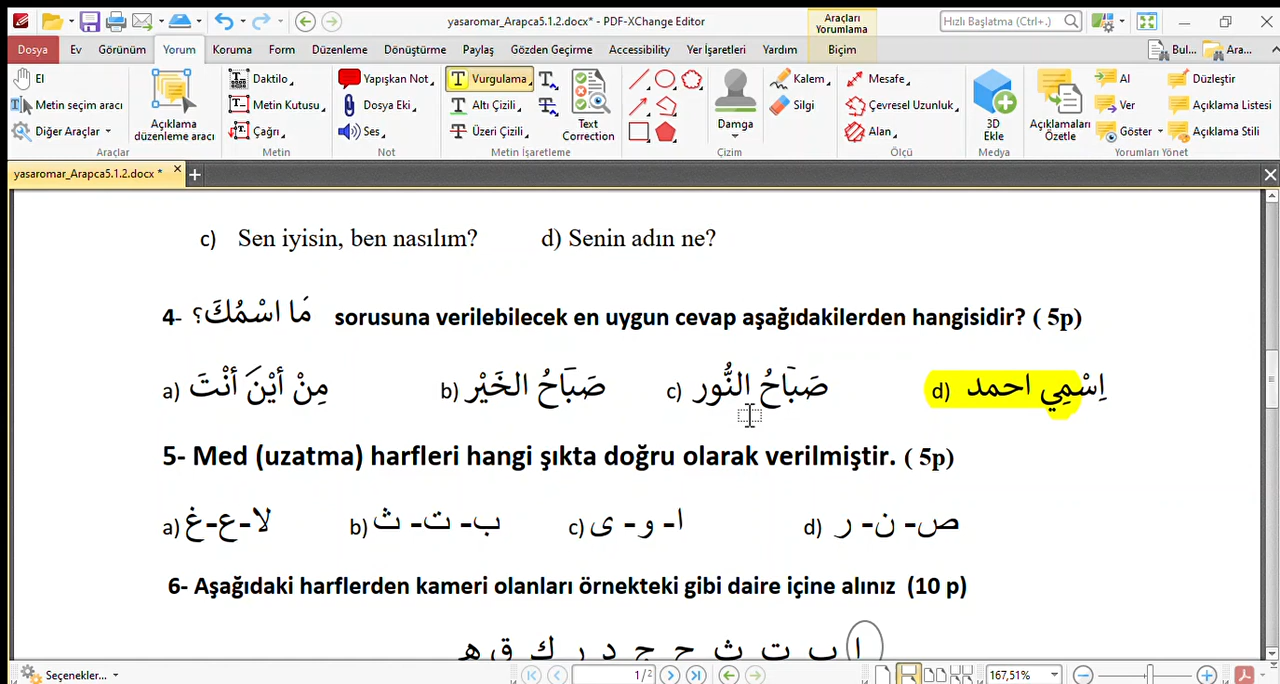 yasaromar_Arapca5.1.2.docx* - PDF-XChange Editor
Araçları Yorumlama
Hızlı Başlatma (Ctrl+.)
Dosya Ev Görünüm Yorum Koruma Form Düzenleme Dönüştürme Paylaş Gözden Geçirme Accessibility Yer İşaretleri Yardım Biçim Bul... Ara...
El
Metin seçim aracı
Diğer Araçlar
Açıklama düzenleme aracı
Araçlar
Daktilo
Metin Kutusu
Çağrı
Metin
Yapışkan Not
Dosya Eki
Ses
Not
Vurgulama
Altı Çizili
Üzeri Çizili
Text Correction
Metin İşaretleme
Damga
Kalem
Silgi
Çizim
Mesafe
Çevresel Uzunluk
Alan
Ölçü
3D Ekle
Medya
Açıklamaları Özetle
Al
Ver
Göster
Düzleştir
Açıklama Listesi
Açıklama Stili
Yorumları Yönet
yasaromar_Arapca5.1.2.docx *
c) Sen iyisin, ben nasılım? d) Senin adın ne?
4- مَا اسْمُكَ؟ sorusuna verilebilecek en uygun cevap aşağıdakilerden hangisidir? ( 5p)
a) مِنْ أيْنَ أنْتَ b) صَبَاحُ الخَيْر c) صَبَاحُ النُّور d) اِسْمِي احمد
5- Med (uzatma) harfleri hangi şıkta doğru olarak verilmiştir. ( 5p)
a) لا-ع-غ b) ب- ت- ث c) ا- و - ى d) ص- ن- ر
6- Aşağıdaki harflerden kameri olanları örnekteki gibi daire içine alınız (10 p)
ا ب ت ث ح ج د ر ك ق ه
Seçenekler...
1/2
167,51%